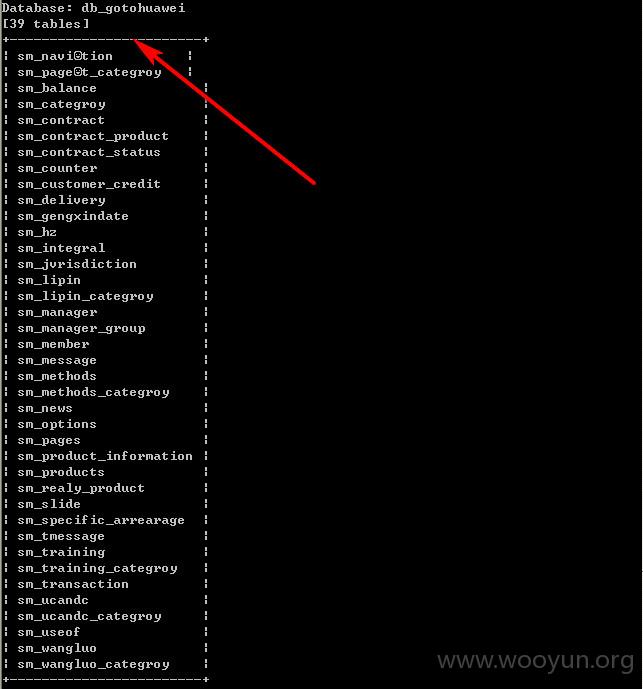 Database: db_gotohuawei
[39 tables]
+------------------------+
| sm_navi☺tion |
| sm_page☺t_categroy |
| sm_balance |
| sm_categroy |
| sm_contract |
| sm_contract_product |
| sm_contract_status |
| sm_counter |
| sm_customer_credit |
| sm_delivery |
| sm_gengxindate |
| sm_hz |
| sm_integral |
| sm_jvrisdiction |
| sm_lipin |
| sm_lipin_categroy |
| sm_manager |
| sm_manager_group |
| sm_member |
| sm_message |
| sm_methods |
| sm_methods_categroy |
| sm_news |
| sm_options |
| sm_pages |
| sm_product_information |
| sm_products |
| sm_realy_product |
| sm_slide |
| sm_specific_arrearage |
| sm_tmessage |
| sm_training |
| sm_training_categroy |
| sm_transaction |
| sm_ucandc |
| sm_ucandc_categroy |
| sm_useof |
| sm_wangluo |
| sm_wangluo_categroy |
+------------------------+
www.wooyun.org